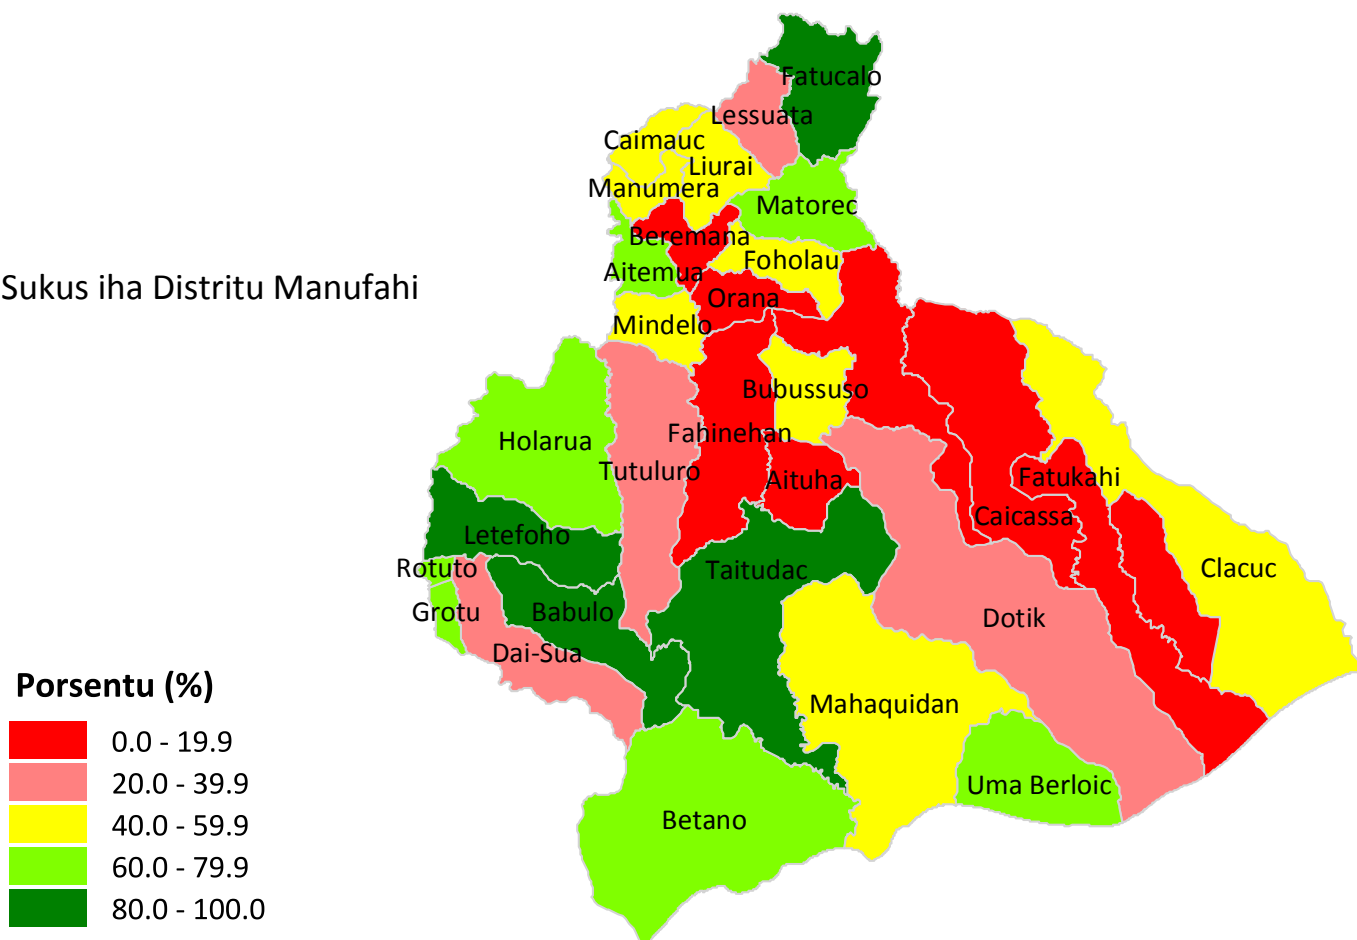 Fatucalo
Lessuata
Caimauc
Liurai
Manumera
Matorec
Beremana
Foholau
Aitemua
Sukus iha Distritu Manufahi
Orana
Mindelo
Bubussuso
Fahinehan
Holarua
Tutuluro
Aituha
Fatukahi
Caicassa
Letefoho
Rotuto
Taitudac
Clacuc
Grotu
Babulo
Dotik
Dai-Sua
Mahaquidan
Uma Berloic
Betano
Porsentu (%)
0.0 - 19.9
20.0 - 39.9
40.0 - 59.9
60.0 - 79.9
80.0 - 100.0